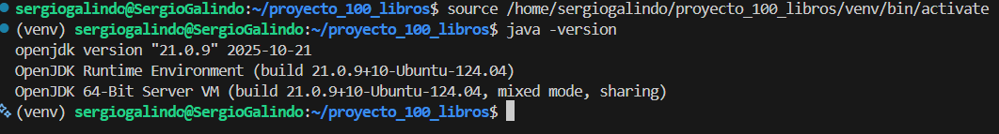 sergiogalindo@SergioGalindo:~/proyecto_100_libros$ source /home/sergiogalindo/proyecto_100_libros/venv/bin/activate
(venv) sergiogalindo@SergioGalindo:~/proyecto_100_libros$ java -version
openjdk version "21.0.9" 2025-10-21
OpenJDK Runtime Environment (build 21.0.9+10-Ubuntu-124.04)
OpenJDK 64-Bit Server VM (build 21.0.9+10-Ubuntu-124.04, mixed mode, sharing)
(venv) sergiogalindo@SergioGalindo:~/proyecto_100_libros$